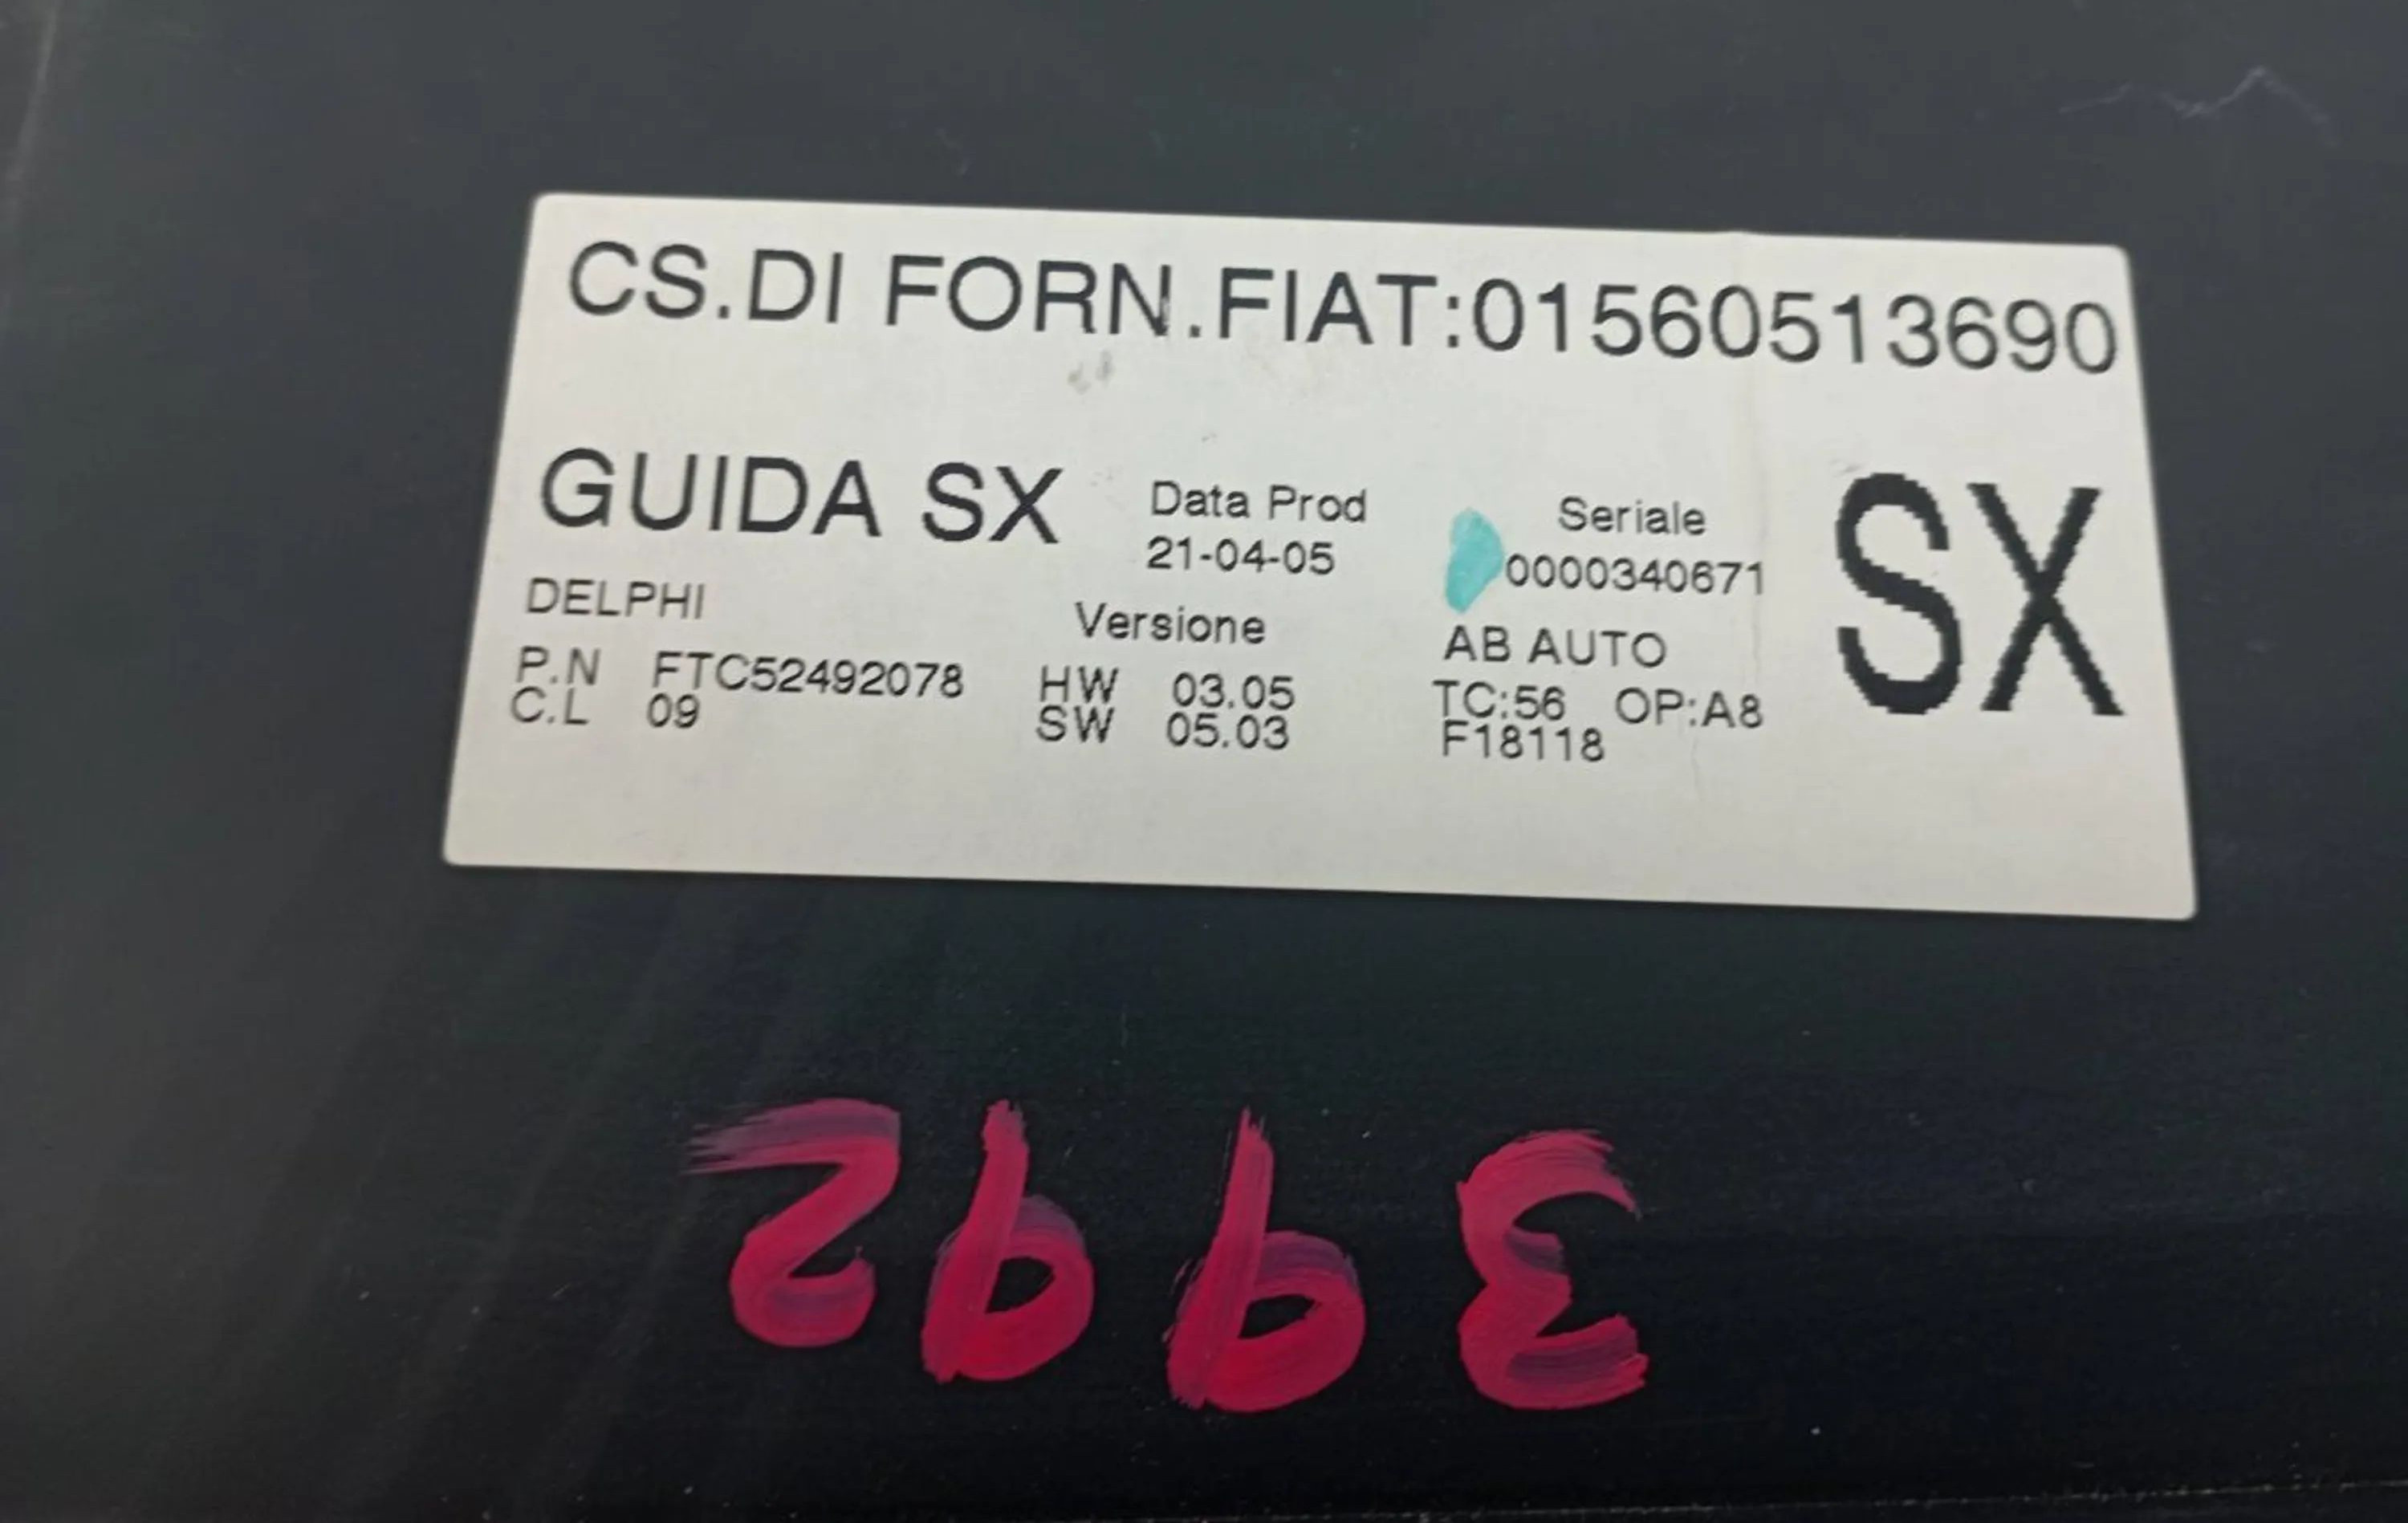 CS.DI FORN.FIAT:01560513690
GUIDA SX
Data Prod
21-04-05
Seriale
0000340671
SX
DELPHI
P.N FTC52492078
C.L 09
Versione
HW 03.05
SW 05.03
AB AUTO
TC:56 OP:A8
F18118
3992